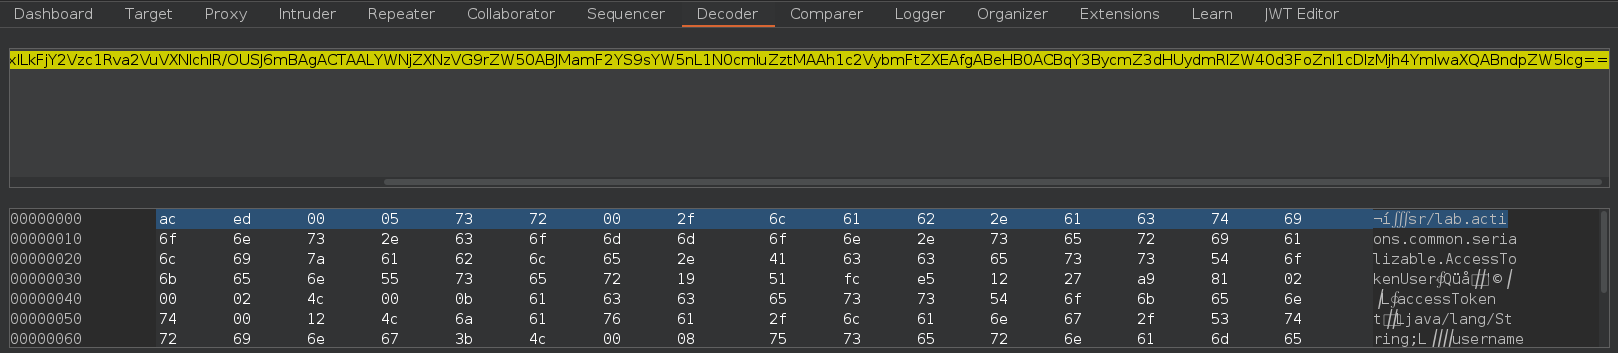 Dashboard Target Proxy Intruder Repeater Collaborator Sequencer Decoder Comparer Logger Organizer Extensions Learn JWT Editor
xlLkFjY2Vzc1Rva2VuVXNlchlR/OUSJ6mBAgACTAALYWNjZXNzVG9rZW50ABJMamF2YS9sYW5nL1N0cmluZztMAAh1c2VybmFtZXEAfgABeHB0ACBqY3BycmZ3dHUydmRlZW40d3FoZnl1cDlzMjh4YmlwaXQABndpZW5lcg==
00000000 ac ed 00 05 73 72 00 2f 6c 61 62 2e 61 63 74 69 ¬í sr/lab.acti
00000010 6f 6e 73 2e 63 6f 6d 6d 6f 6e 2e 73 65 72 69 61 ons.common.seria
00000020 6c 69 7a 61 62 6c 65 2e 41 63 63 65 73 73 54 6f lizable.AccessTo
00000030 6b 65 6e 55 73 65 72 19 51 fc e5 12 27 a9 81 02 kenUser Qüå ' ©
00000040 00 02 4c 00 0b 61 63 63 65 73 73 54 6f 6b 65 6e L accessToken
00000050 74 00 12 4c 6a 61 76 61 2f 6c 61 6e 67 2f 53 74 t Ljava/lang/St
00000060 72 69 6e 67 3b 4c 00 08 75 73 65 72 6e 61 6d 65 ring;L username